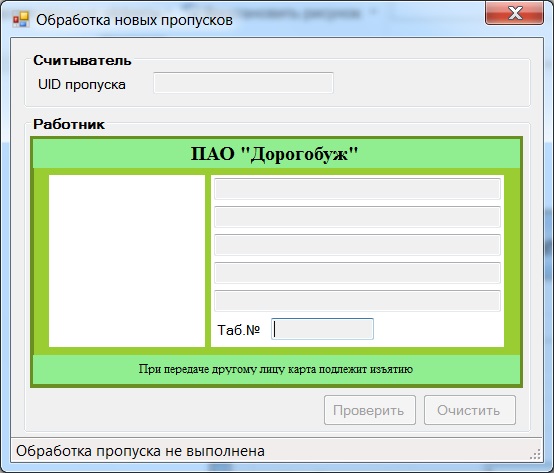 Обработка новых пропусков
Считыватель
UID пропуска
Работник
ПАО "Дорогобуж"
Таб.№
При передаче другому лицу карта подлежит изъятию
Проверить Очистить
Обработка пропуска не выполнена